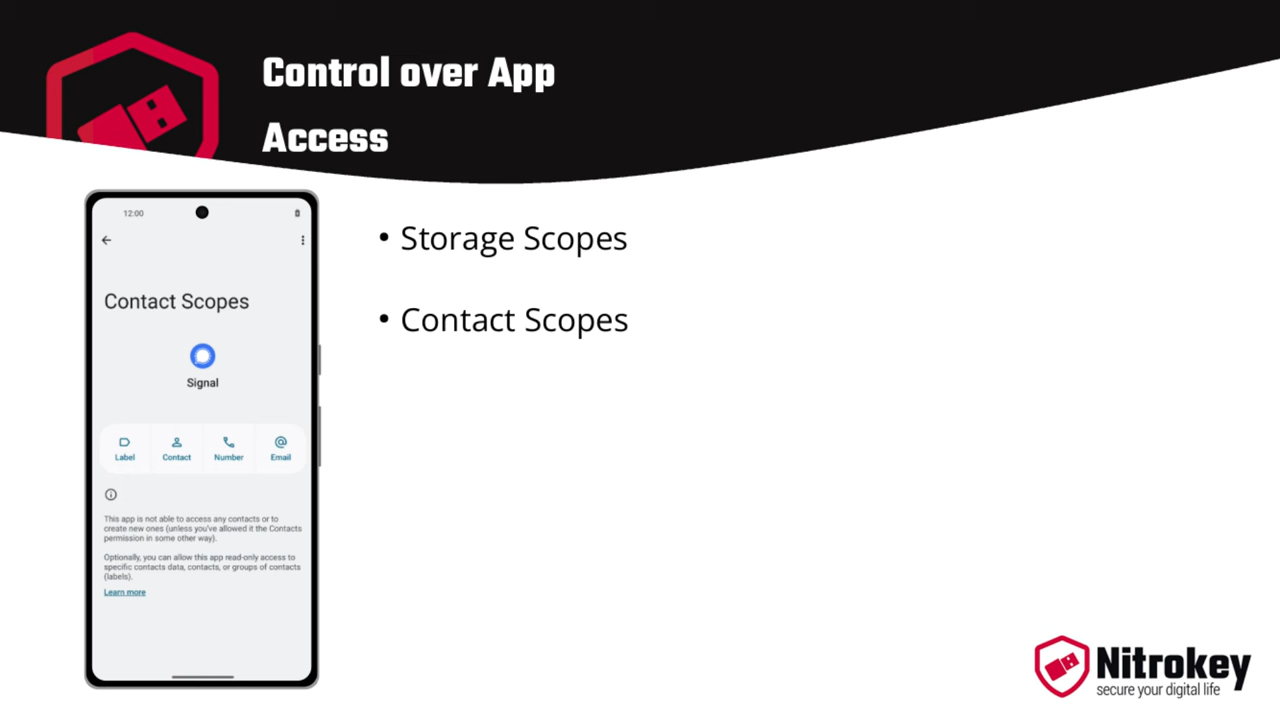 Control over App
Access
12:00
Contact Scopes
Signal
Label Contact Number Email
This app is not able to access any contacts or to
create new ones (unless you've allowed it the Contacts
permission in some other way).
Optionally, you can allow this app read-only access to
specific contacts data, contacts, or groups of contacts
(labels).
Learn more
• Storage Scopes
• Contact Scopes
Nitrokey
secure your digital life